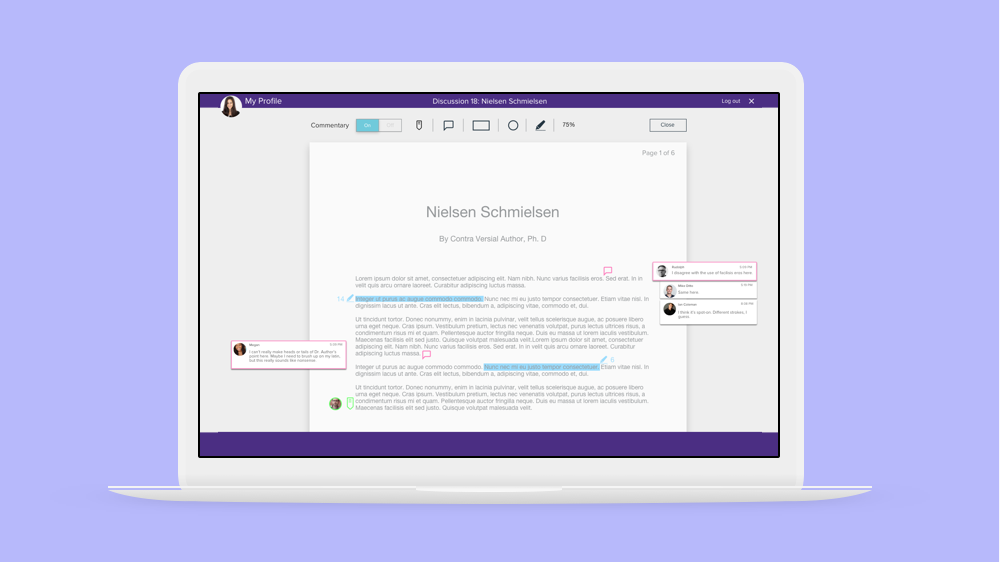 My Profile
Discussion 18: Nielsen Schmielsen
Log out
Commentary
On
Off
75%
Close
Page 1 of 6
Nielsen Schmielsen
By Contra Versial Author, Ph. D
Lorem ipsum dolor sit amet, consectetuer adipiscing elit. Nam nibh. Nunc varius facilisis eros. Sed erat. In in
velit quis arcu ornare laoreet. Curabitur adipiscing luctus massa.
14
Integer ut purus ac augue commodo commodo. Nunc nec mi eu justo tempor consectetuer. Etiam vitae nisl. In
dignissim lacus ut ante. Cras elit lectus, bibendum a, adipiscing vitae, commodo et, dui.
Ut tincidunt tortor. Donec nonummy, enim in lacinia pulvinar, velit tellus scelerisque augue, ac posuere libero
urna eget neque. Cras ipsum. Vestibulum pretium, lectus nec venenatis volutpat, purus lectus ultrices risus, a
condimentum risus mi et quam. Pellentesque auctor fringilla neque. Duis eu massa ut lorem iaculis vestibulum.
Maecenas facilisis elit sed justo. Quisque volutpat malesuada velit. Lorem ipsum dolor sit amet, consectetuer
adipiscing elit. Nam nibh. Nunc varius facilisis eros. Sed erat. In in velit quis arcu ornare laoreet. Curabitur
adipiscing luctus massa.
6
Integer ut purus ac augue commodo commodo. Nunc nec mi eu justo tempor consectetuer. Etiam vitae nisl. In
dignissim lacus ut ante. Cras elit lectus, bibendum a, adipiscing vitae, commodo et, dui.
Ut tincidunt tortor. Donec nonummy, enim in lacinia pulvinar, velit tellus scelerisque augue, ac posuere libero
urna eget neque. Cras ipsum. Vestibulum pretium, lectus nec venenatis volutpat, purus lectus ultrices risus, a
condimentum risus mi et quam. Pellentesque auctor fringilla neque. Duis eu massa ut lorem iaculis vestibulum.
Maecenas facilisis elit sed justo. Quisque volutpat malesuada velit.
I disagree with the use of facilisis eros here.
Same here.
I think it's spot-on. Different strokes, I
guess.
Megan
I can't really make heads or tails of Dr. Author's
point here. Maybe I need to brush up on my latin,
but this really sounds like nonsense.